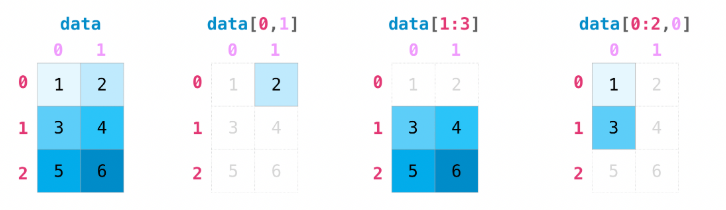 data data[0,1] data[1:3] data[0:2,0]
0 1 0 1 0 1 0 1
0 1 2 0 1 2 0 1 2 0 1 2
1 3 4 1 3 4 1 3 4 1 3 4
2 5 6 2 5 6 2 5 6 2 5 6